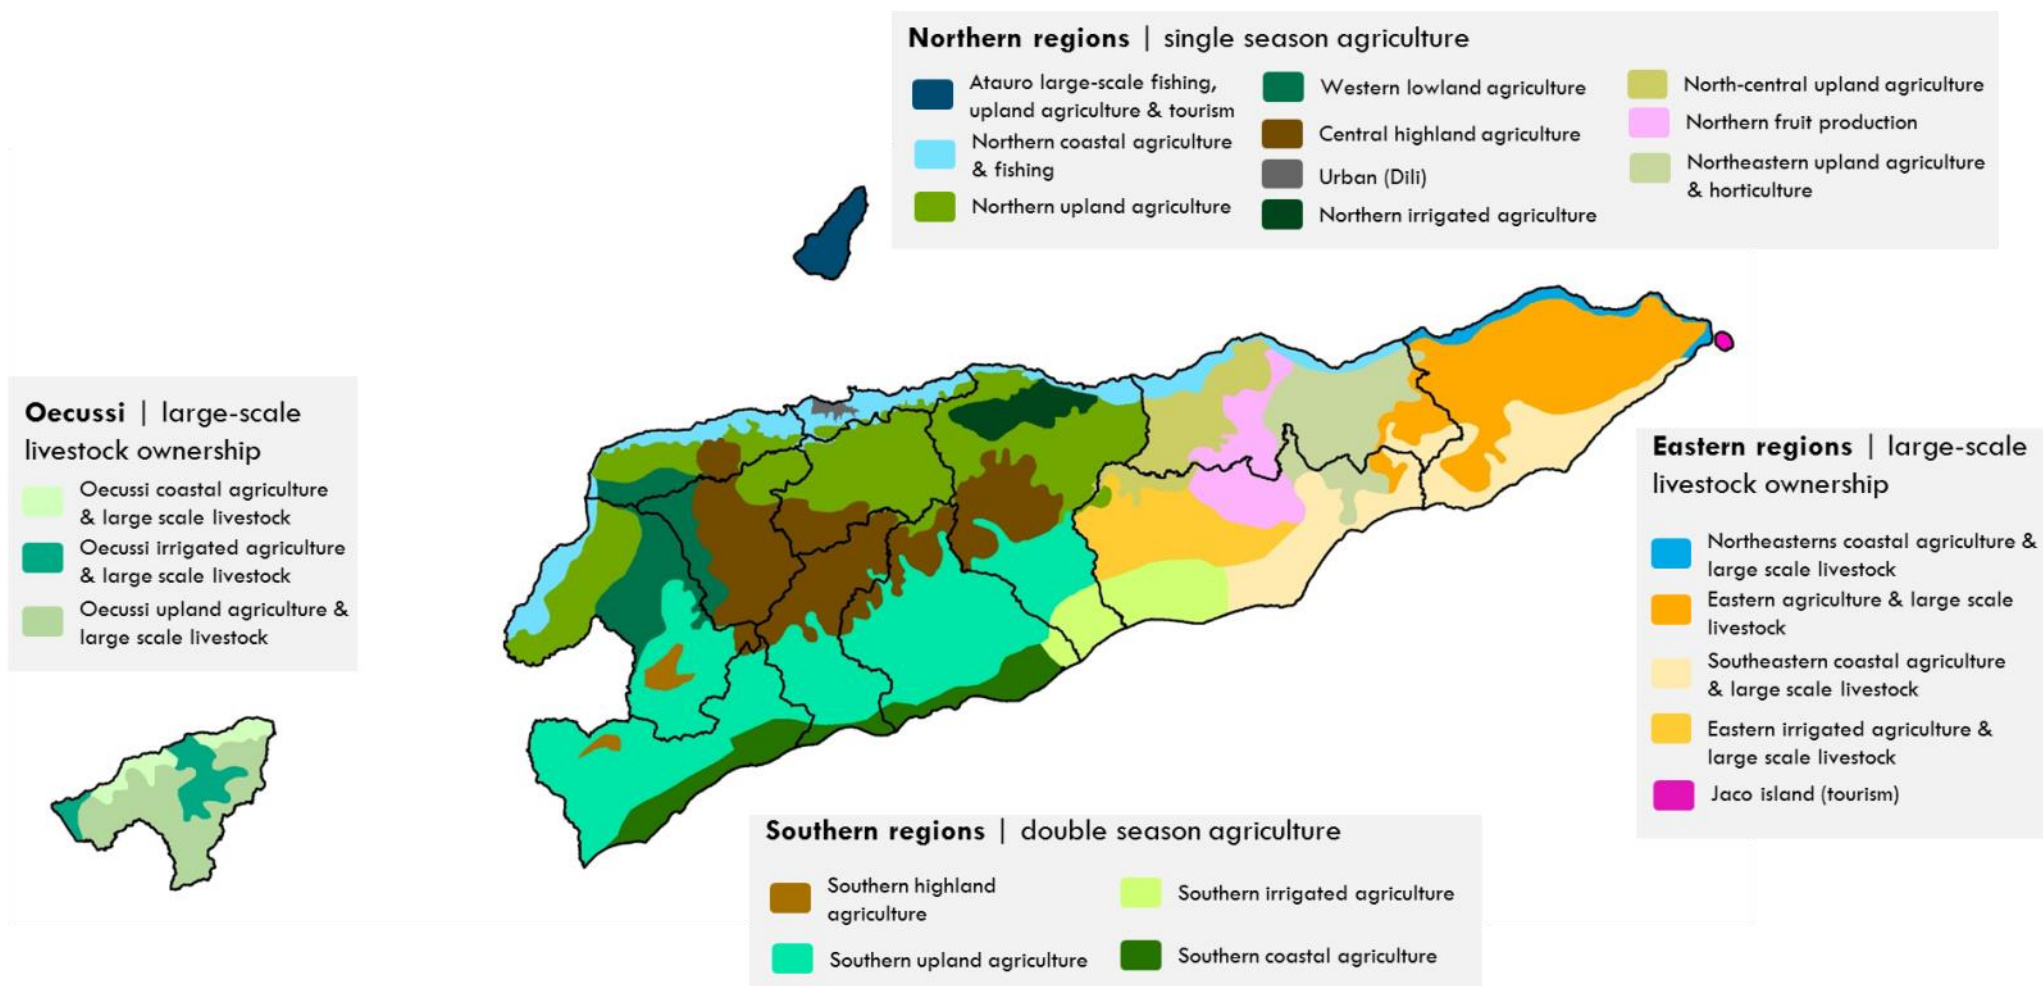 Northern regions | single season agriculture
Atauro large-scale fishing,
upland agriculture & tourism
Northern coastal agriculture
& fishing
Northern upland agriculture
Western lowland agriculture
Central highland agriculture
Urban (Dili)
Northern irrigated agriculture
North-central upland agriculture
Northern fruit production
Northeastern upland agriculture
& horticulture
Oecussi | large-scale
livestock ownership
Oecussi coastal agriculture
& large scale livestock
Oecussi irrigated agriculture
& large scale livestock
Oecussi upland agriculture &
large scale livestock
Eastern regions | large-scale
livestock ownership
Northeasterns coastal agriculture &
large scale livestock
Eastern agriculture & large scale
livestock
Southeastern coastal agriculture
& large scale livestock
Eastern irrigated agriculture &
large scale livestock
Jaco island (tourism)
Southern regions | double season agriculture
Southern highland
agriculture
Southern upland agriculture
Southern irrigated agriculture
Southern coastal agriculture